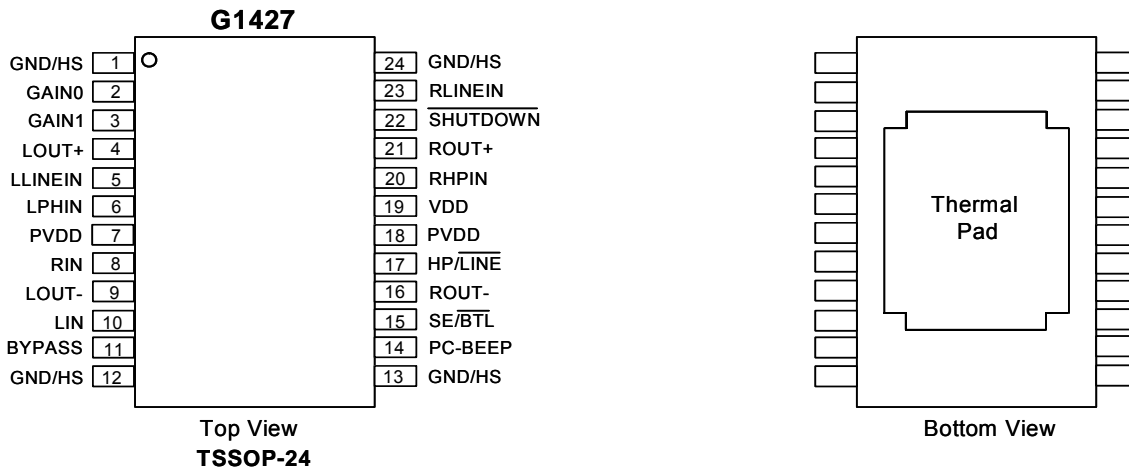 G1427
GND/HS 1 24 GND/HS
GAIN0 2 23 RLINEIN
GAIN1 3 22 SHUTDOWN
LOUT+ 4 21 ROUT+
LLINEIN 5 20 RHPIN
LPHIN 6 19 VDD
PVDD 7 18 PVDD
RIN 8 17 HP/LINE
LOUT- 9 16 ROUT-
LIN 10 15 SE/BTL
BYPASS 11 14 PC-BEEP
GND/HS 12 13 GND/HS
Top View
TSSOP-24
Thermal
Pad
Bottom View